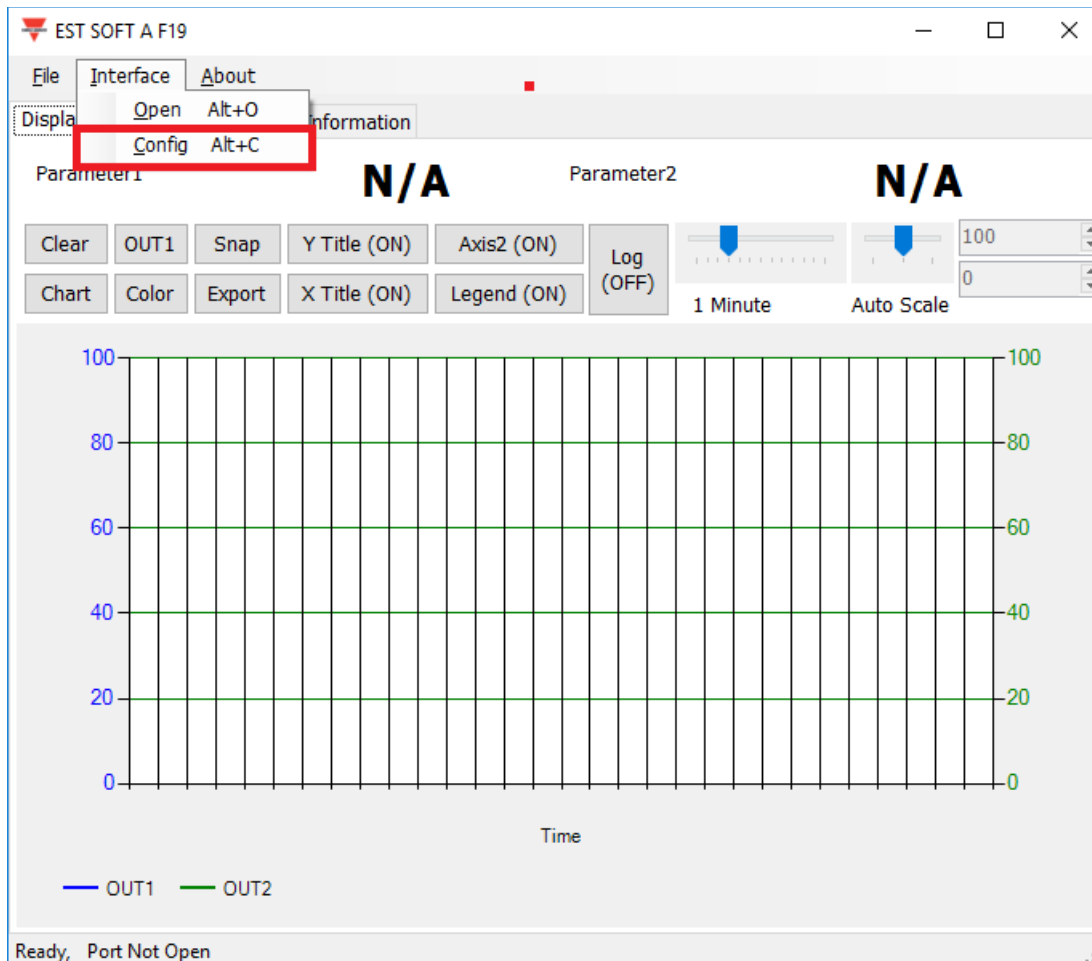 EST SOFT A F19
File Interface About
Open Alt+O
Displa nformation
Config Alt+C
Parameter1 N/A Parameter2 N/A
Clear OUT1 Snap Y Title (ON) Axis2 (ON) Log (OFF) 100
Chart Color Export X Title (ON) Legend (ON) 1 Minute Auto Scale 0
100 100
80 80
60 60
40 40
20 20
0 0
Time
OUT1 OUT2
Ready, Port Not Open